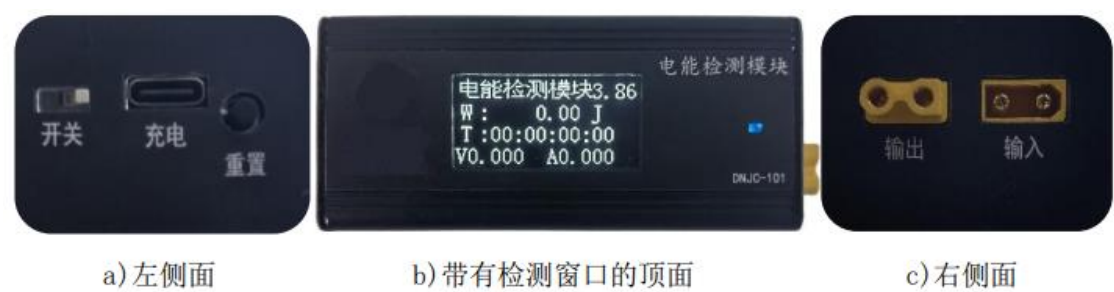 开关
充电
重置
电能检测模块
电能检测模块3.86
W: 0.00 J
T:00:00:00:00
V0.000 A0.000
DNJC-101
输出
输入
a)左侧面
b)带有检测窗口的顶面
c)右侧面